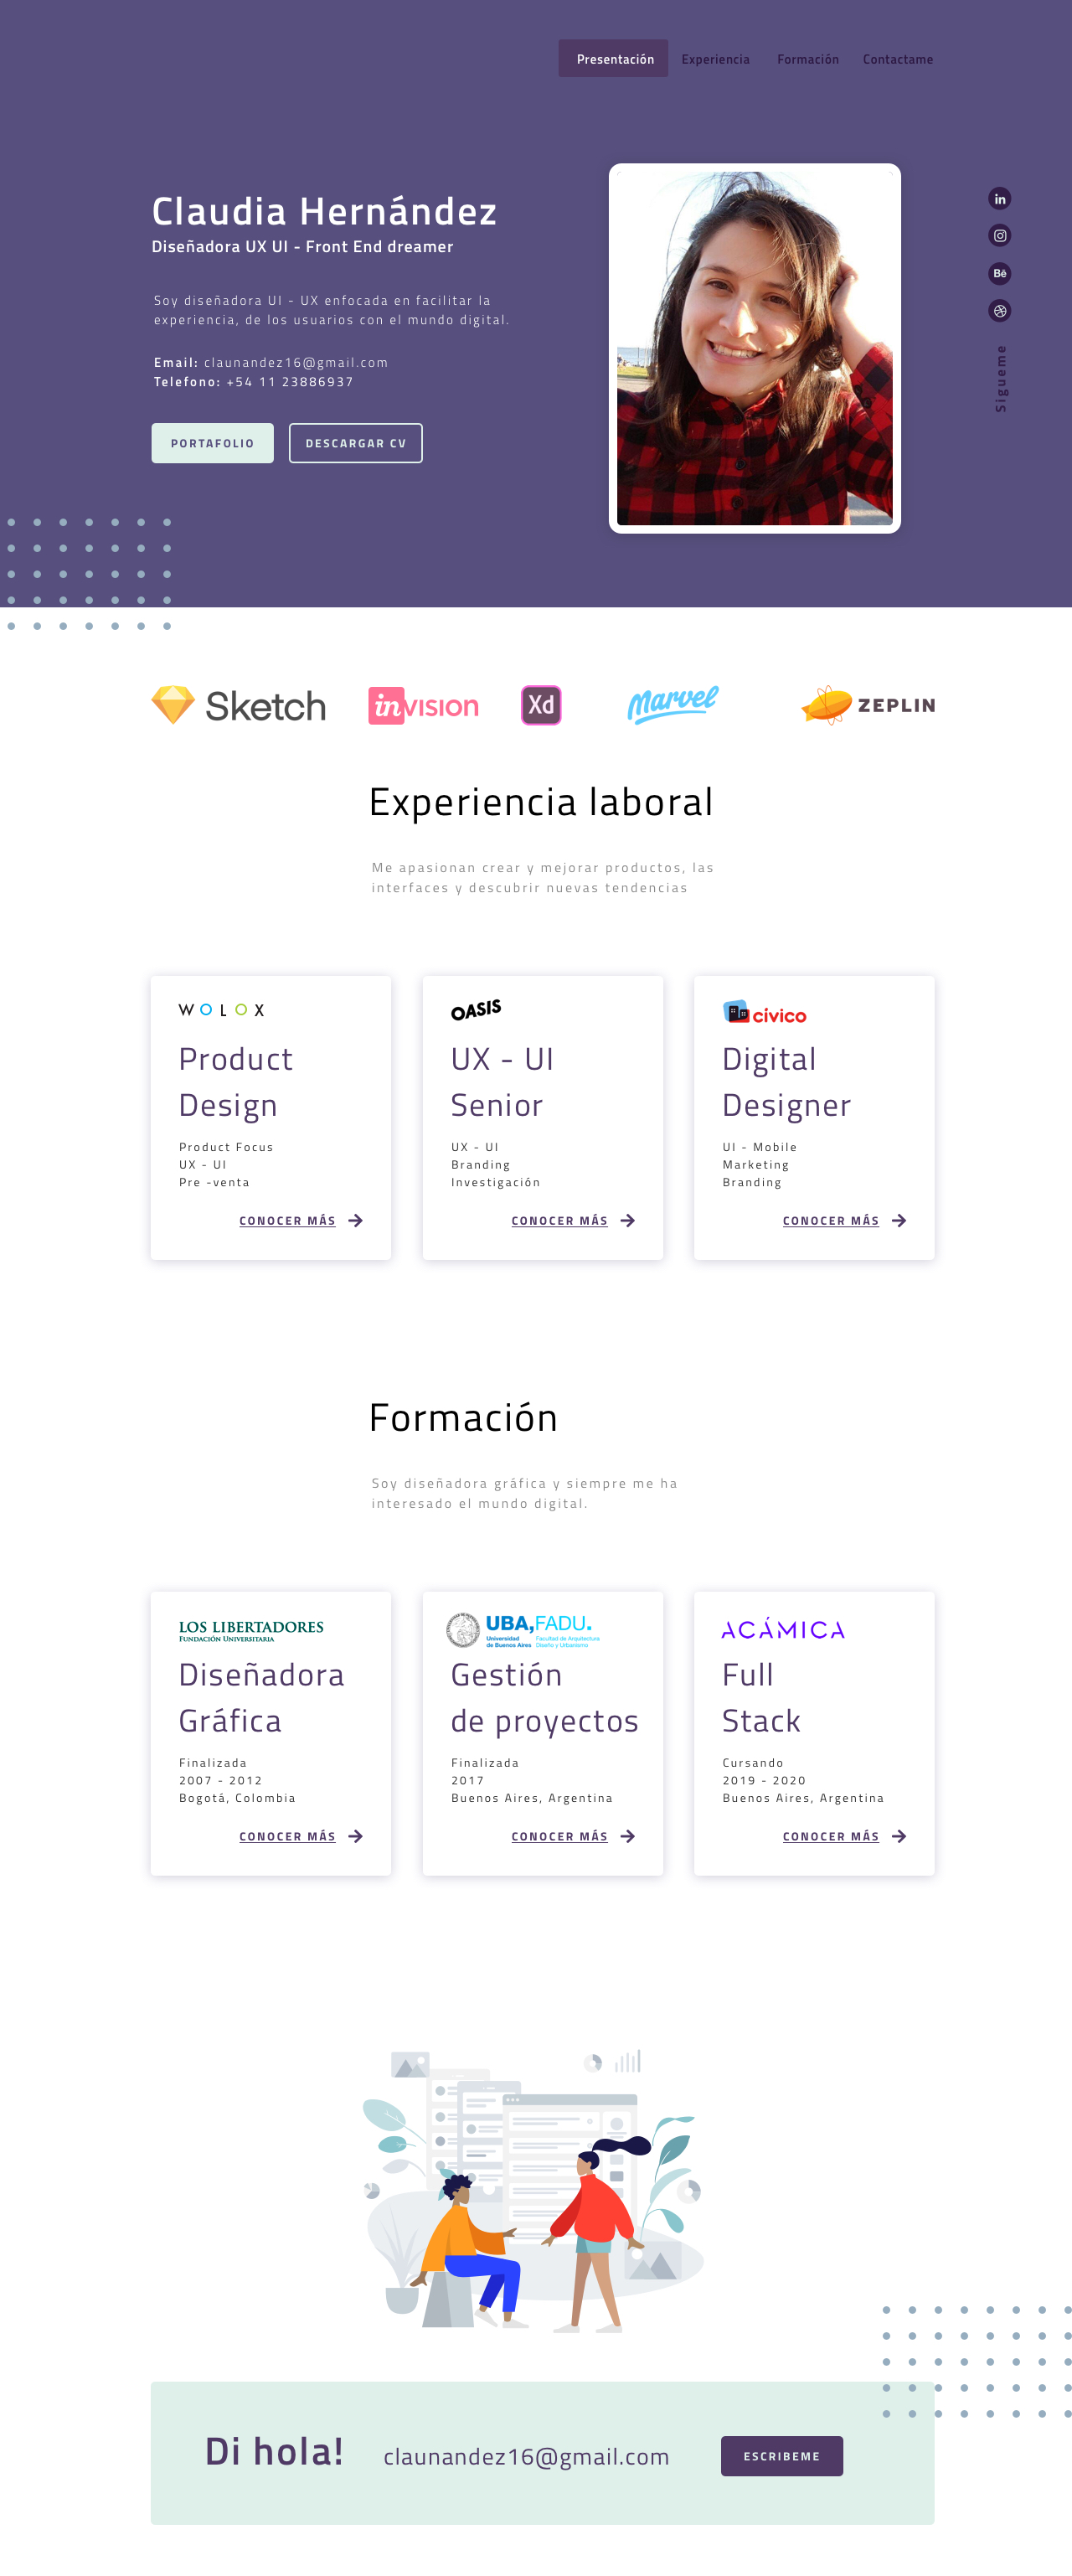 Presentación Experiencia Formación Contactame
Claudia Hernández
Diseñadora UX UI - Front End dreamer
Soy diseñadora UI - UX enfocada en facilitar la
experiencia, de los usuarios con el mundo digital.
Email: claunandez16@gmail.com
Telefono: +54 11 23886937
PORTAFOLIO DESCARGAR CV
in
Bē
Sigueme
Sketch invision Xd Marvel ZEPLIN
Experiencia laboral
Me apasionan crear y mejorar productos, las
interfaces y descubrir nuevas tendencias
WOLOX
Product
Design
Product Focus
UX - UI
Pre -venta
CONOCER MÁS
OASIS
UX - UI
Senior
UX - UI
Branding
Investigación
CONOCER MÁS
cívico
Digital
Designer
UI - Mobile
Marketing
Branding
CONOCER MÁS
Formación
Soy diseñadora gráfica y siempre me ha
interesado el mundo digital.
LOS LIBERTADORES
FUNDACIÓN UNIVERSITARIA
Diseñadora
Gráfica
Finalizada
2007 - 2012
Bogotá, Colombia
CONOCER MÁS
UBA,FADU.
Universidad Facultad de Arquitectura
de Buenos Aires Diseño y Urbanismo
Gestión
de proyectos
Finalizada
2017
Buenos Aires, Argentina
CONOCER MÁS
ACÁMICA
Full
Stack
Cursando
2019 - 2020
Buenos Aires, Argentina
CONOCER MÁS
Di hola! claunandez16@gmail.com ESCRIBEME